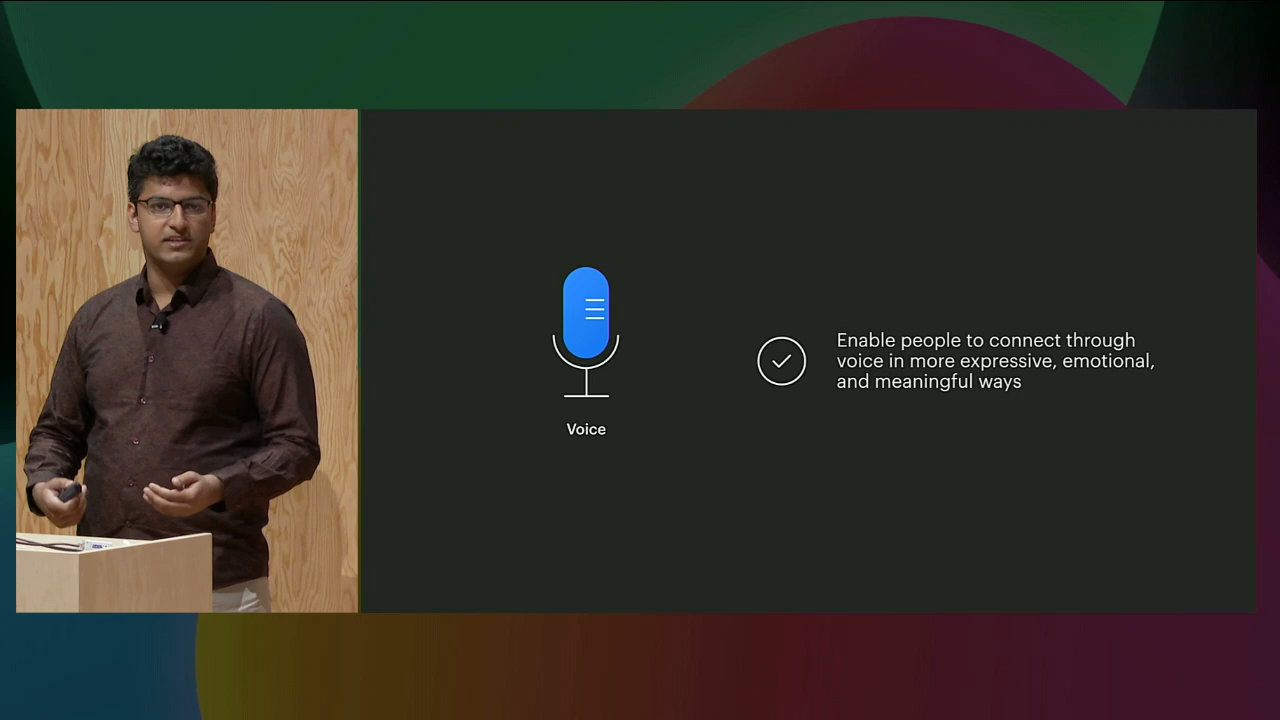 Voice
Enable people to connect through
voice in more expressive, emotional,
and meaningful ways